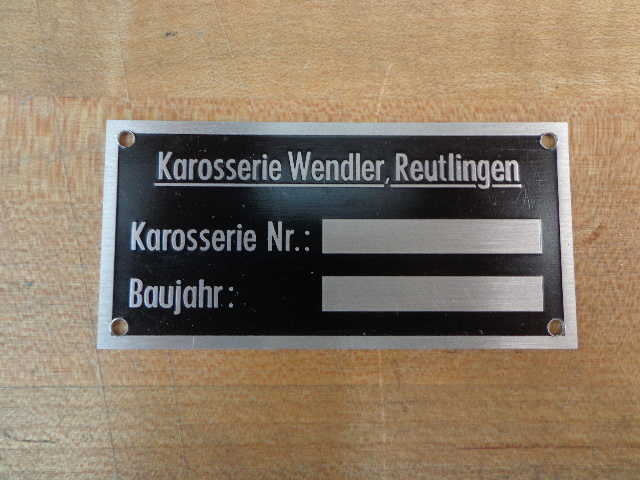 Karosserie Wendler, Reutlingen
Karosserie Nr.:
Baujahr: